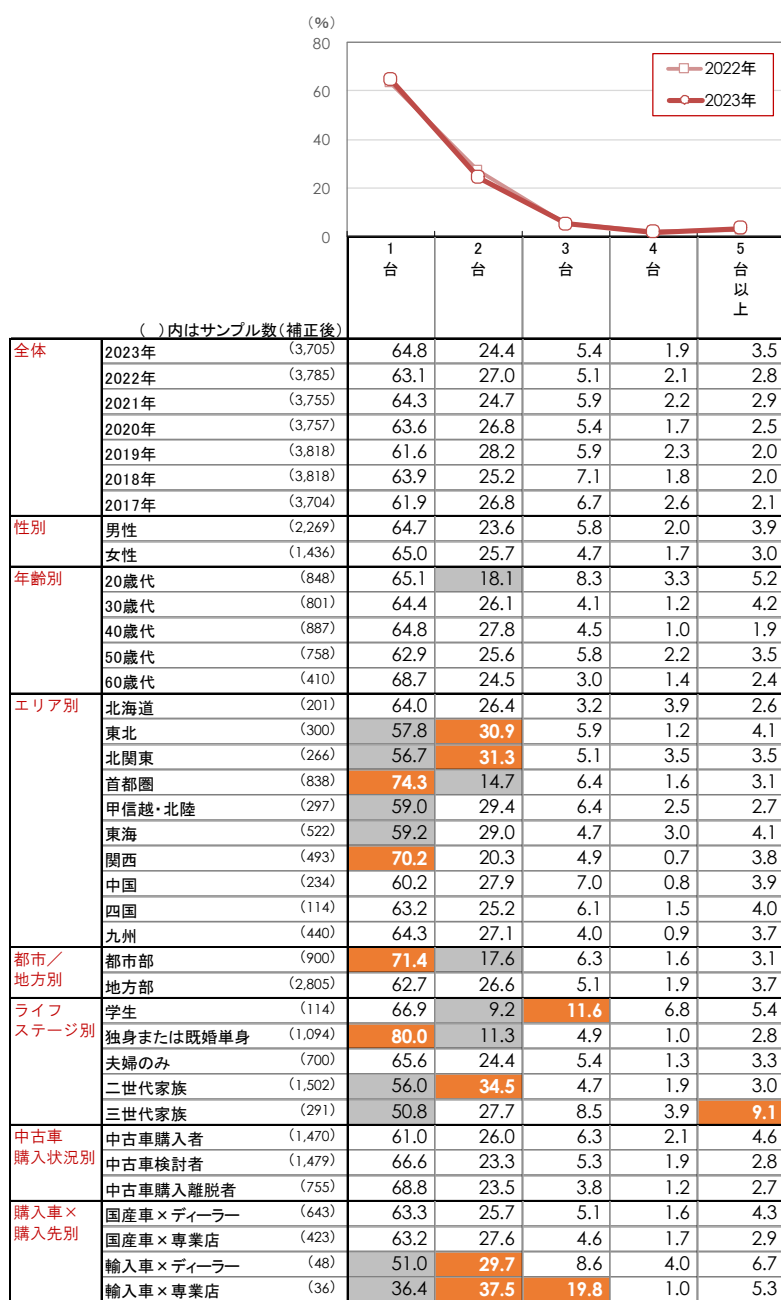 (%)
80
60
40
20
0
2022年
2023年
1台
2台
3台
4台
5台以上
( )内はサンプル数(補正後)
全体 2023年 (3,705) 64.8 24.4 5.4 1.9 3.5
2022年 (3,785) 63.1 27.0 5.1 2.1 2.8
2021年 (3,755) 64.3 24.7 5.9 2.2 2.9
2020年 (3,757) 63.6 26.8 5.4 1.7 2.5
2019年 (3,818) 61.6 28.2 5.9 2.3 2.0
2018年 (3,818) 63.9 25.2 7.1 1.8 2.0
2017年 (3,704) 61.9 26.8 6.7 2.6 2.1
性別 男性 (2,269) 64.7 23.6 5.8 2.0 3.9
女性 (1,436) 65.0 25.7 4.7 1.7 3.0
年齢別 20歳代 (848) 65.1 18.1 8.3 3.3 5.2
30歳代 (801) 64.4 26.1 4.1 1.2 4.2
40歳代 (887) 64.8 27.8 4.5 1.0 1.9
50歳代 (758) 62.9 25.6 5.8 2.2 3.5
60歳代 (410) 68.7 24.5 3.0 1.4 2.4
エリア別 北海道 (201) 64.0 26.4 3.2 3.9 2.6
東北 (300) 57.8 30.9 5.9 1.2 4.1
北関東 (266) 56.7 31.3 5.1 3.5 3.5
首都圏 (838) 74.3 14.7 6.4 1.6 3.1
甲信越・北陸 (297) 59.0 29.4 6.4 2.5 2.7
東海 (522) 59.2 29.0 4.7 3.0 4.1
関西 (493) 70.2 20.3 4.9 0.7 3.8
中国 (234) 60.2 27.9 7.0 0.8 3.9
四国 (114) 63.2 25.2 6.1 1.5 4.0
九州 (440) 64.3 27.1 4.0 0.9 3.7
都市/ 都市部 (900) 71.4 17.6 6.3 1.6 3.1
地方別 地方部 (2,805) 62.7 26.6 5.1 1.9 3.7
ライフ 学生 (114) 66.9 9.2 11.6 6.8 5.4
ステージ別 独身または既婚単身 (1,094) 80.0 11.3 4.9 1.0 2.8
夫婦のみ (700) 65.6 24.4 5.4 1.3 3.3
二世代家族 (1,502) 56.0 34.5 4.7 1.9 3.0
三世代家族 (291) 50.8 27.7 8.5 3.9 9.1
中古車 中古車購入者 (1,470) 61.0 26.0 6.3 2.1 4.6
購入状況別 中古車検討者 (1,479) 66.6 23.3 5.3 1.9 2.8
中古車購入離脱者 (755) 68.8 23.5 3.8 1.2 2.7
購入車× 国産車×ディーラー (643) 63.3 25.7 5.1 1.6 4.3
購入先別 国産車×専業店 (423) 63.2 27.6 4.6 1.7 2.9
輸入車×ディーラー (48) 51.0 29.7 8.6 4.0 6.7
輸入車×専業店 (36) 36.4 37.5 19.8 1.0 5.3